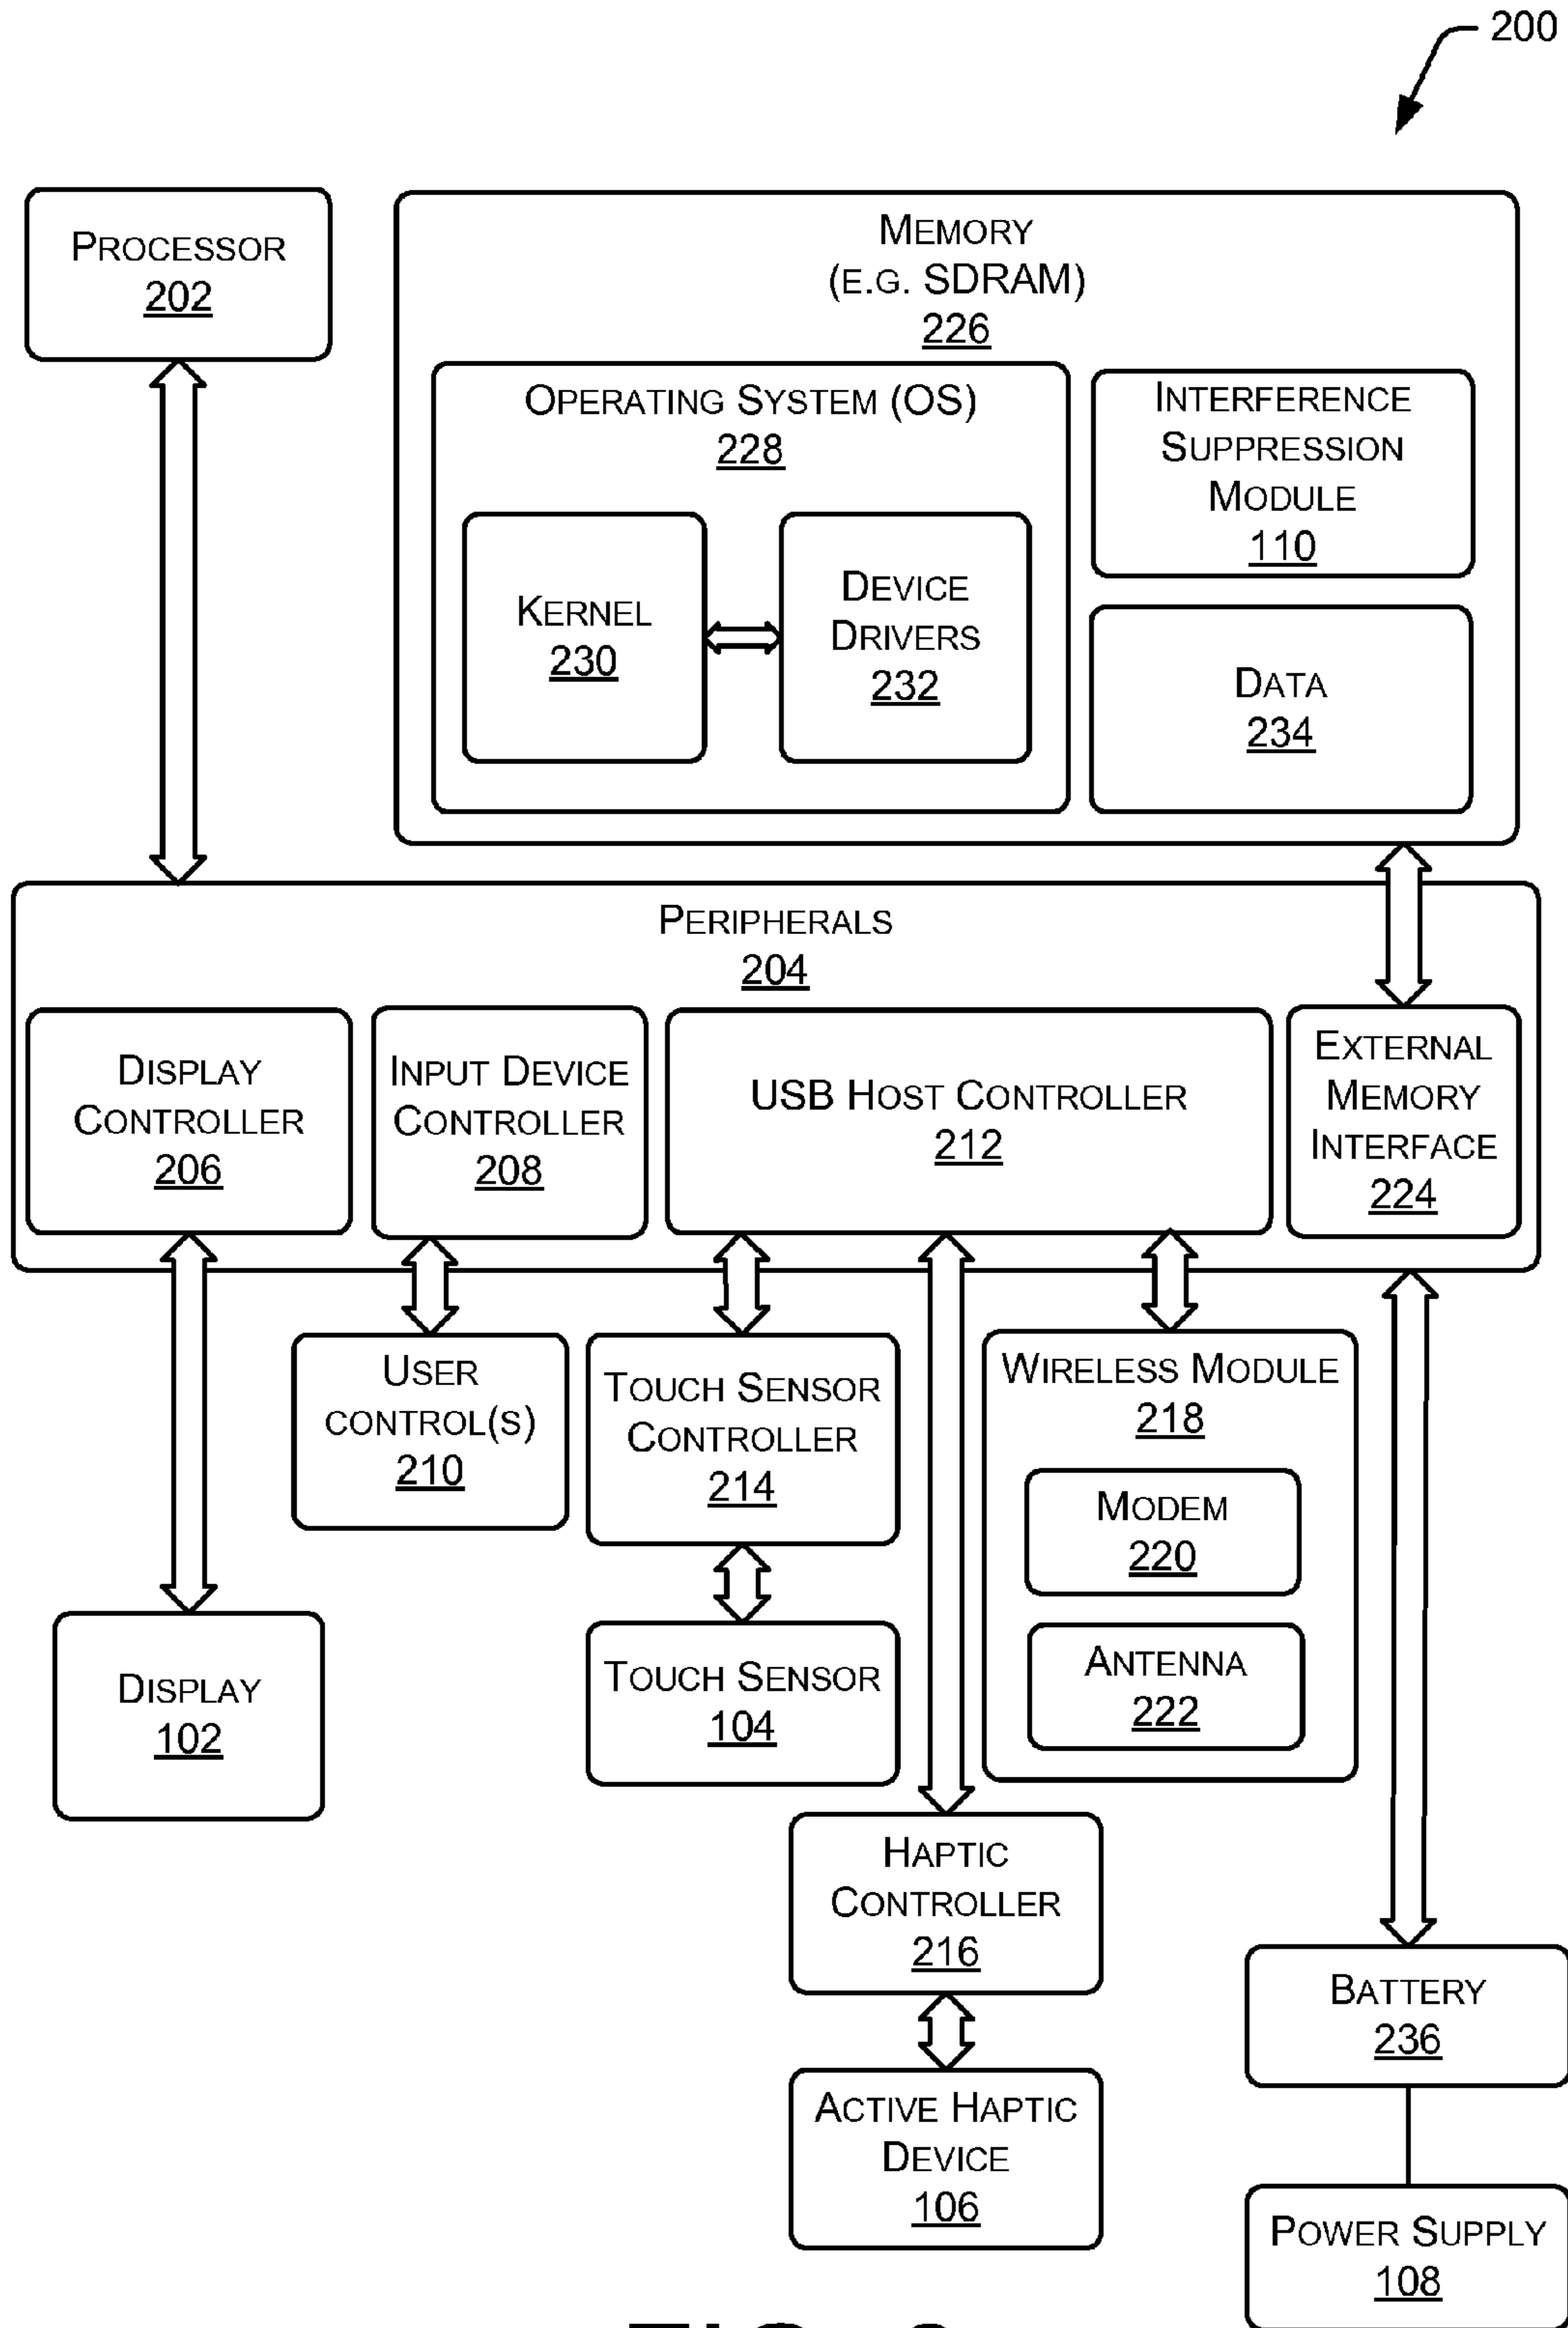 200
PROCESSOR
202
MEMORY
(E.G. SDRAM)
226
OPERATING SYSTEM (OS)
228
KERNEL
230
DEVICE
DRIVERS
232
INTERFERENCE
SUPPRESSION
MODULE
110
DATA
234
PERIPHERALS
204
DISPLAY
CONTROLLER
206
INPUT DEVICE
CONTROLLER
208
USB HOST CONTROLLER
212
EXTERNAL
MEMORY
INTERFACE
224
USER
CONTROL(S)
210
TOUCH SENSOR
CONTROLLER
214
WIRELESS MODULE
218
MODEM
220
ANTENNA
222
DISPLAY
102
TOUCH SENSOR
104
HAPTIC
CONTROLLER
216
ACTIVE HAPTIC
DEVICE
106
BATTERY
236
POWER SUPPLY
108